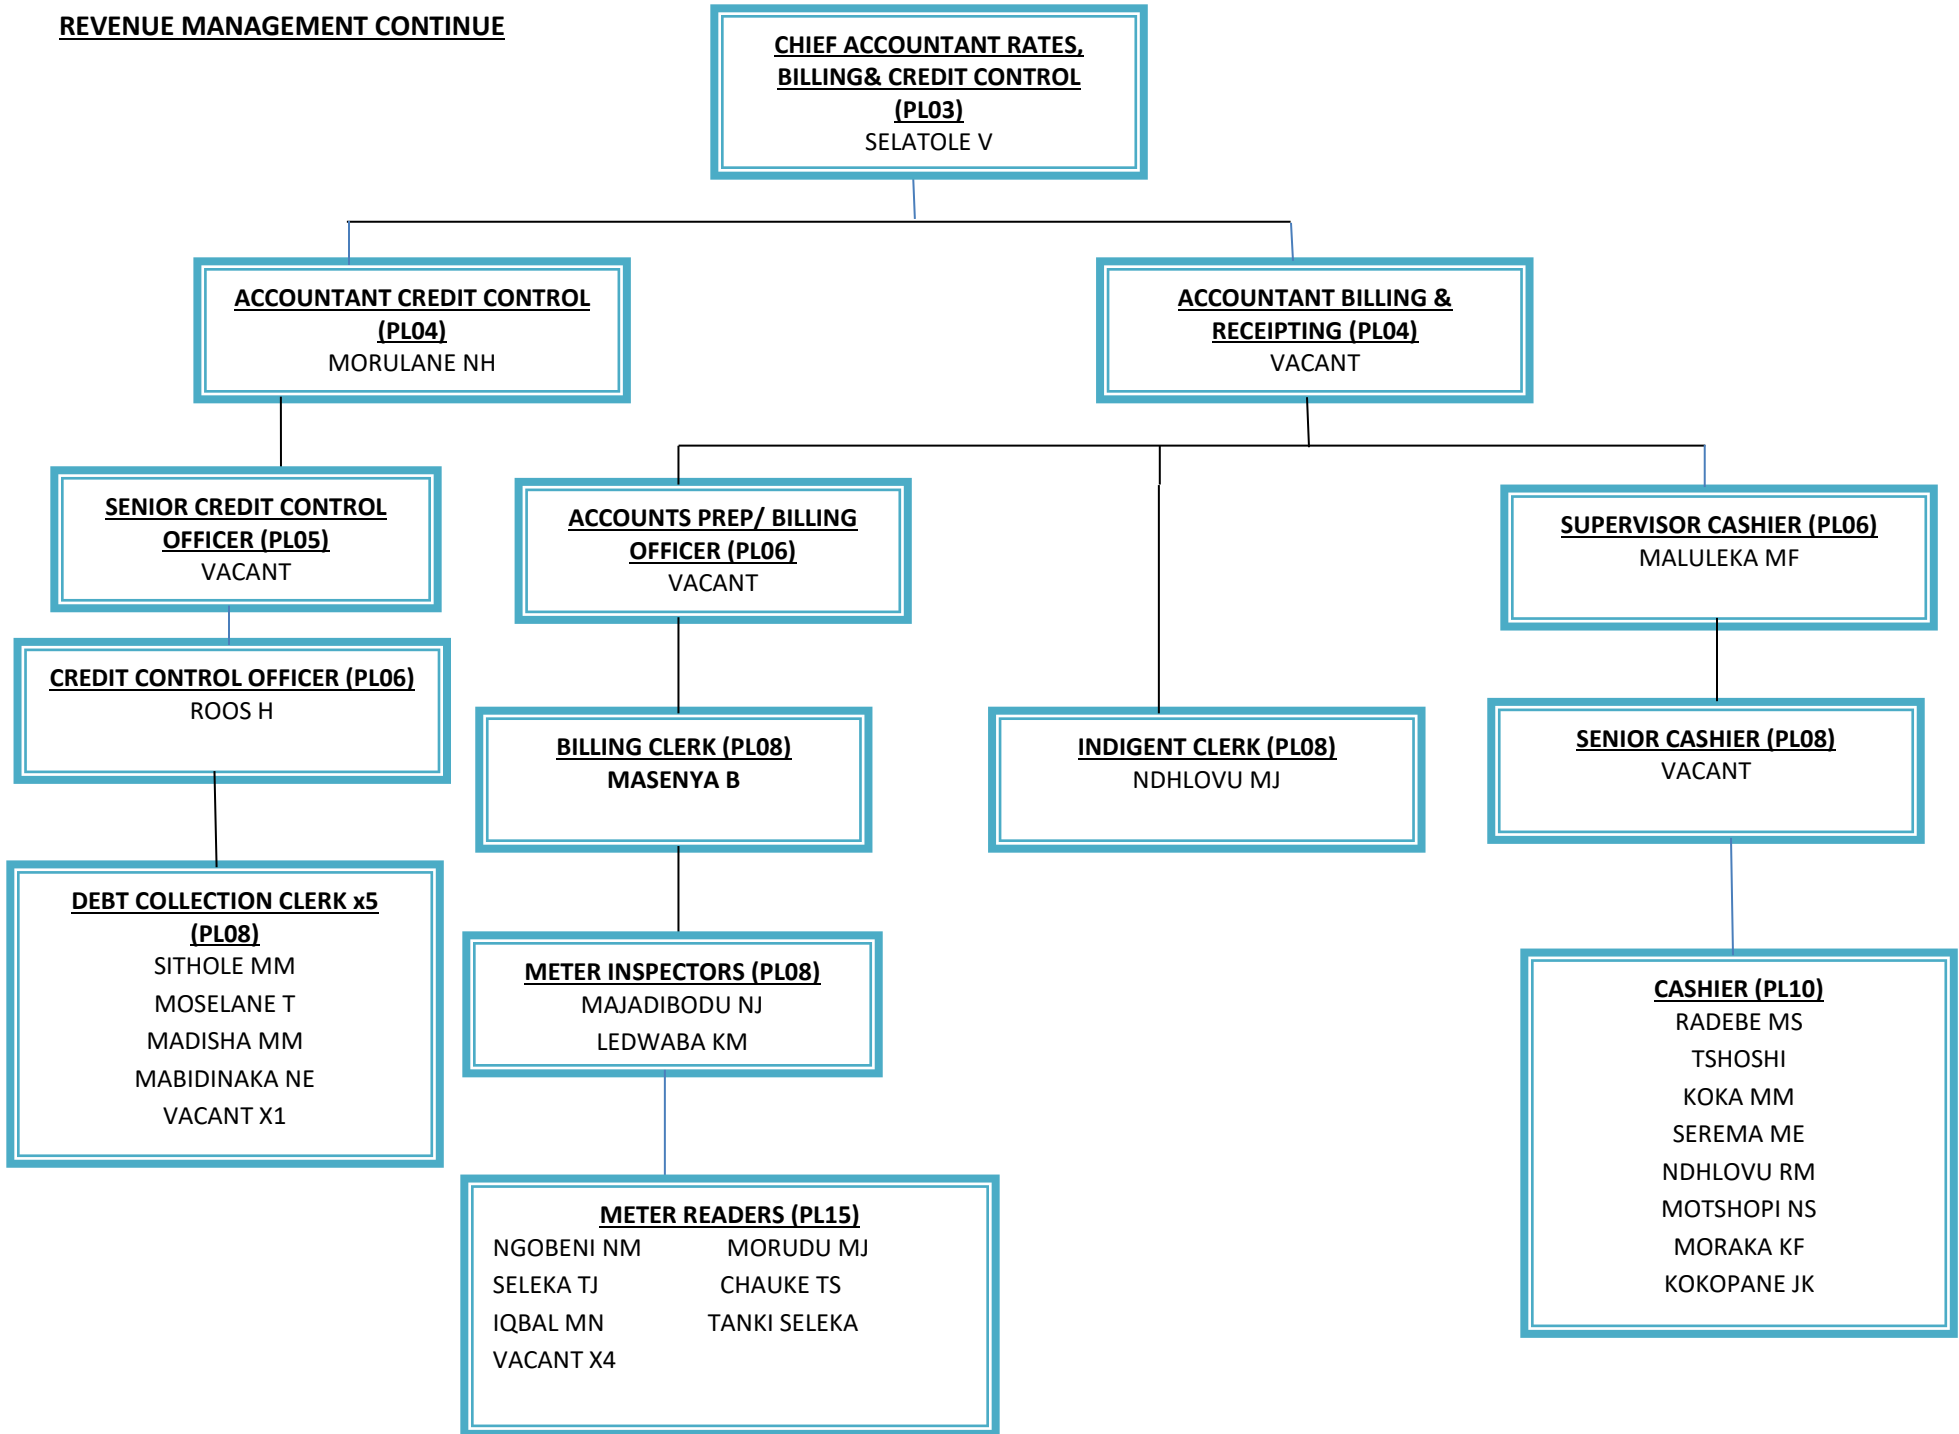 REVENUE MANAGEMENT CONTINUE
CHIEF ACCOUNTANT RATES,
BILLING& CREDIT CONTROL
(PL03)
SELATOLE V
ACCOUNTANT CREDIT CONTROL
(PL04)
MORULANE NH
ACCOUNTANT BILLING &
RECEIPTING (PL04)
VACANT
SENIOR CREDIT CONTROL
OFFICER (PL05)
VACANT
ACCOUNTS PREP/ BILLING
OFFICER (PL06)
VACANT
SUPERVISOR CASHIER (PL06)
MALULEKA MF
CREDIT CONTROL OFFICER (PL06)
ROOS H
BILLING CLERK (PL08)
MASENYA B
INDIGENT CLERK (PL08)
NDHLOVU MJ
SENIOR CASHIER (PL08)
VACANT
DEBT COLLECTION CLERK x5
(PL08)
SITHOLE MM
MOSELANE T
MADISHA MM
MABIDINAKA NE
VACANT X1
METER INSPECTORS (PL08)
MAJADIBODU NJ
LEDWABA KM
CASHIER (PL10)
RADEBE MS
TSHOSHI
KOKA MM
SEREMA ME
NDHLOVU RM
MOTSHOPI NS
MORAKA KF
KOKOPANE JK
METER READERS (PL15)
NGOBENI NM MORUDU MJ
SELEKA TJ CHAUKE TS
IQBAL MN TANKI SELEKA
VACANT X4